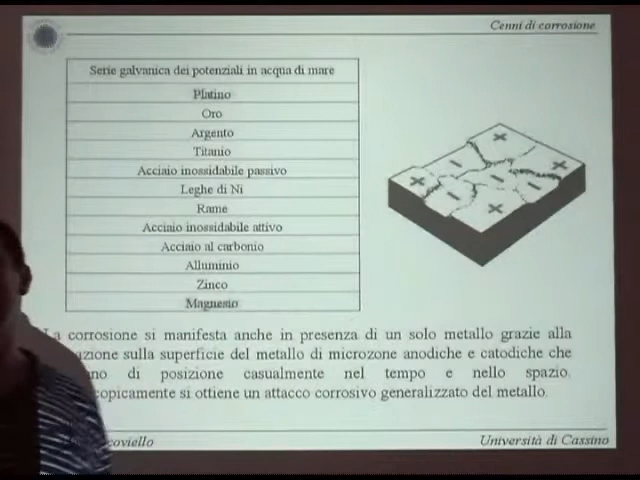 Cenni di corrosione
Serie galvanica dei potenziali in acqua di mare
Platino
Oro
Argento
Titanio
Acciaio inossidabile passivo
Leghe di Ni
Rame
Acciaio inossidabile attivo
Acciaio al carbonio
Alluminio
Zinco
Magnesio
La corrosione si manifesta anche in presenza di un solo metallo grazie alla
azione sulla superficie del metallo di microzone anodiche e catodiche che
no di posizione casualmente nel tempo e nello spazio.
copicamente si ottiene un attacco corrosivo generalizzato del metallo.
coviello
Università di Cassino